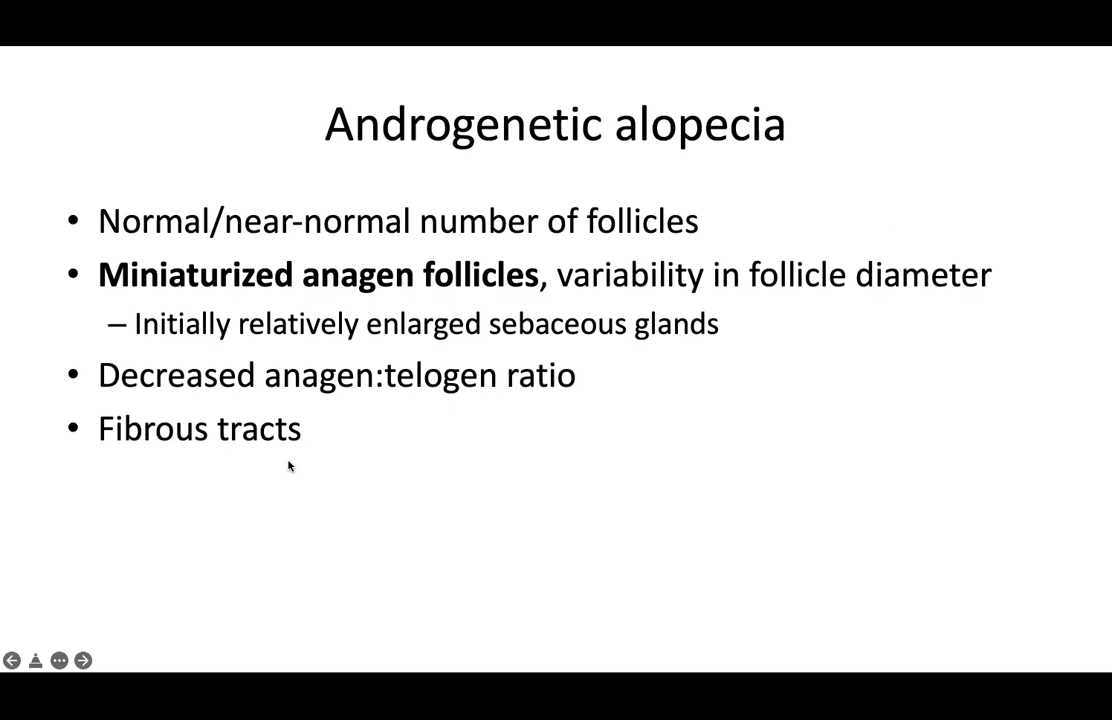 Androgenetic alopecia
• Normal/near-normal number of follicles
• Miniaturized anagen follicles, variability in follicle diameter
– Initially relatively enlarged sebaceous glands
• Decreased anagen:telogen ratio
• Fibrous tracts